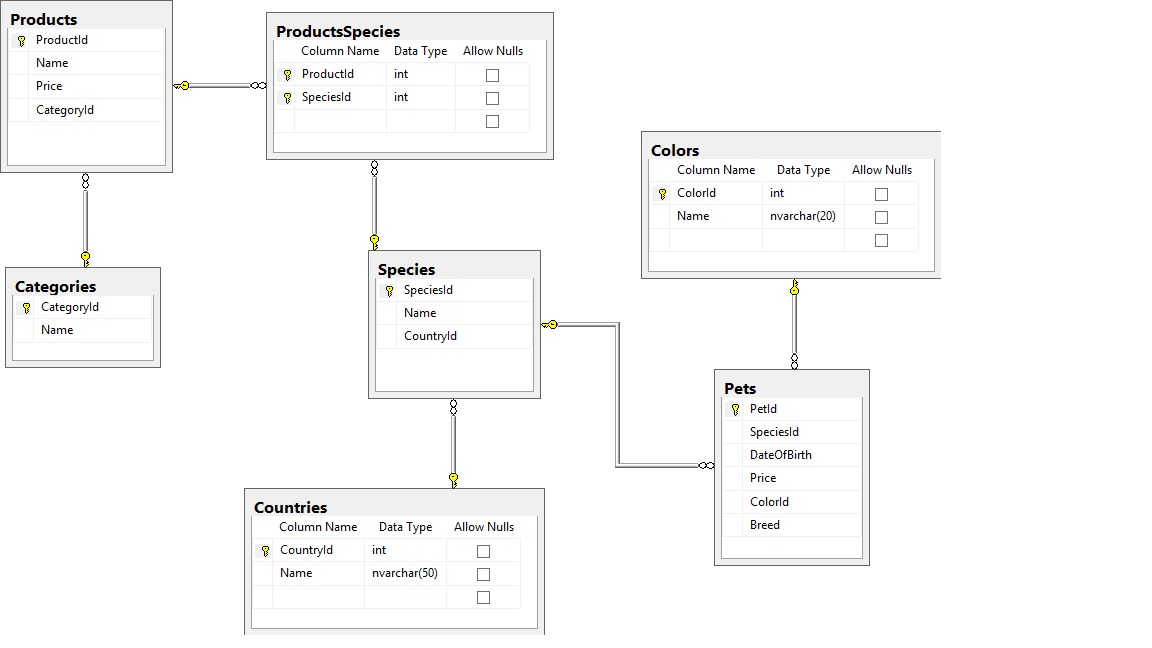 Products
ProductId
Name
Price
CategoryId
ProductsSpecies
Column Name Data Type Allow Nulls
ProductId int
SpeciesId int
Categories
CategoryId
Name
Species
SpeciesId
Name
CountryId
Colors
Column Name Data Type Allow Nulls
ColorId int
Name nvarchar(20)
Countries
Column Name Data Type Allow Nulls
CountryId int
Name nvarchar(50)
Pets
PetId
SpeciesId
DateOfBirth
Price
ColorId
Breed